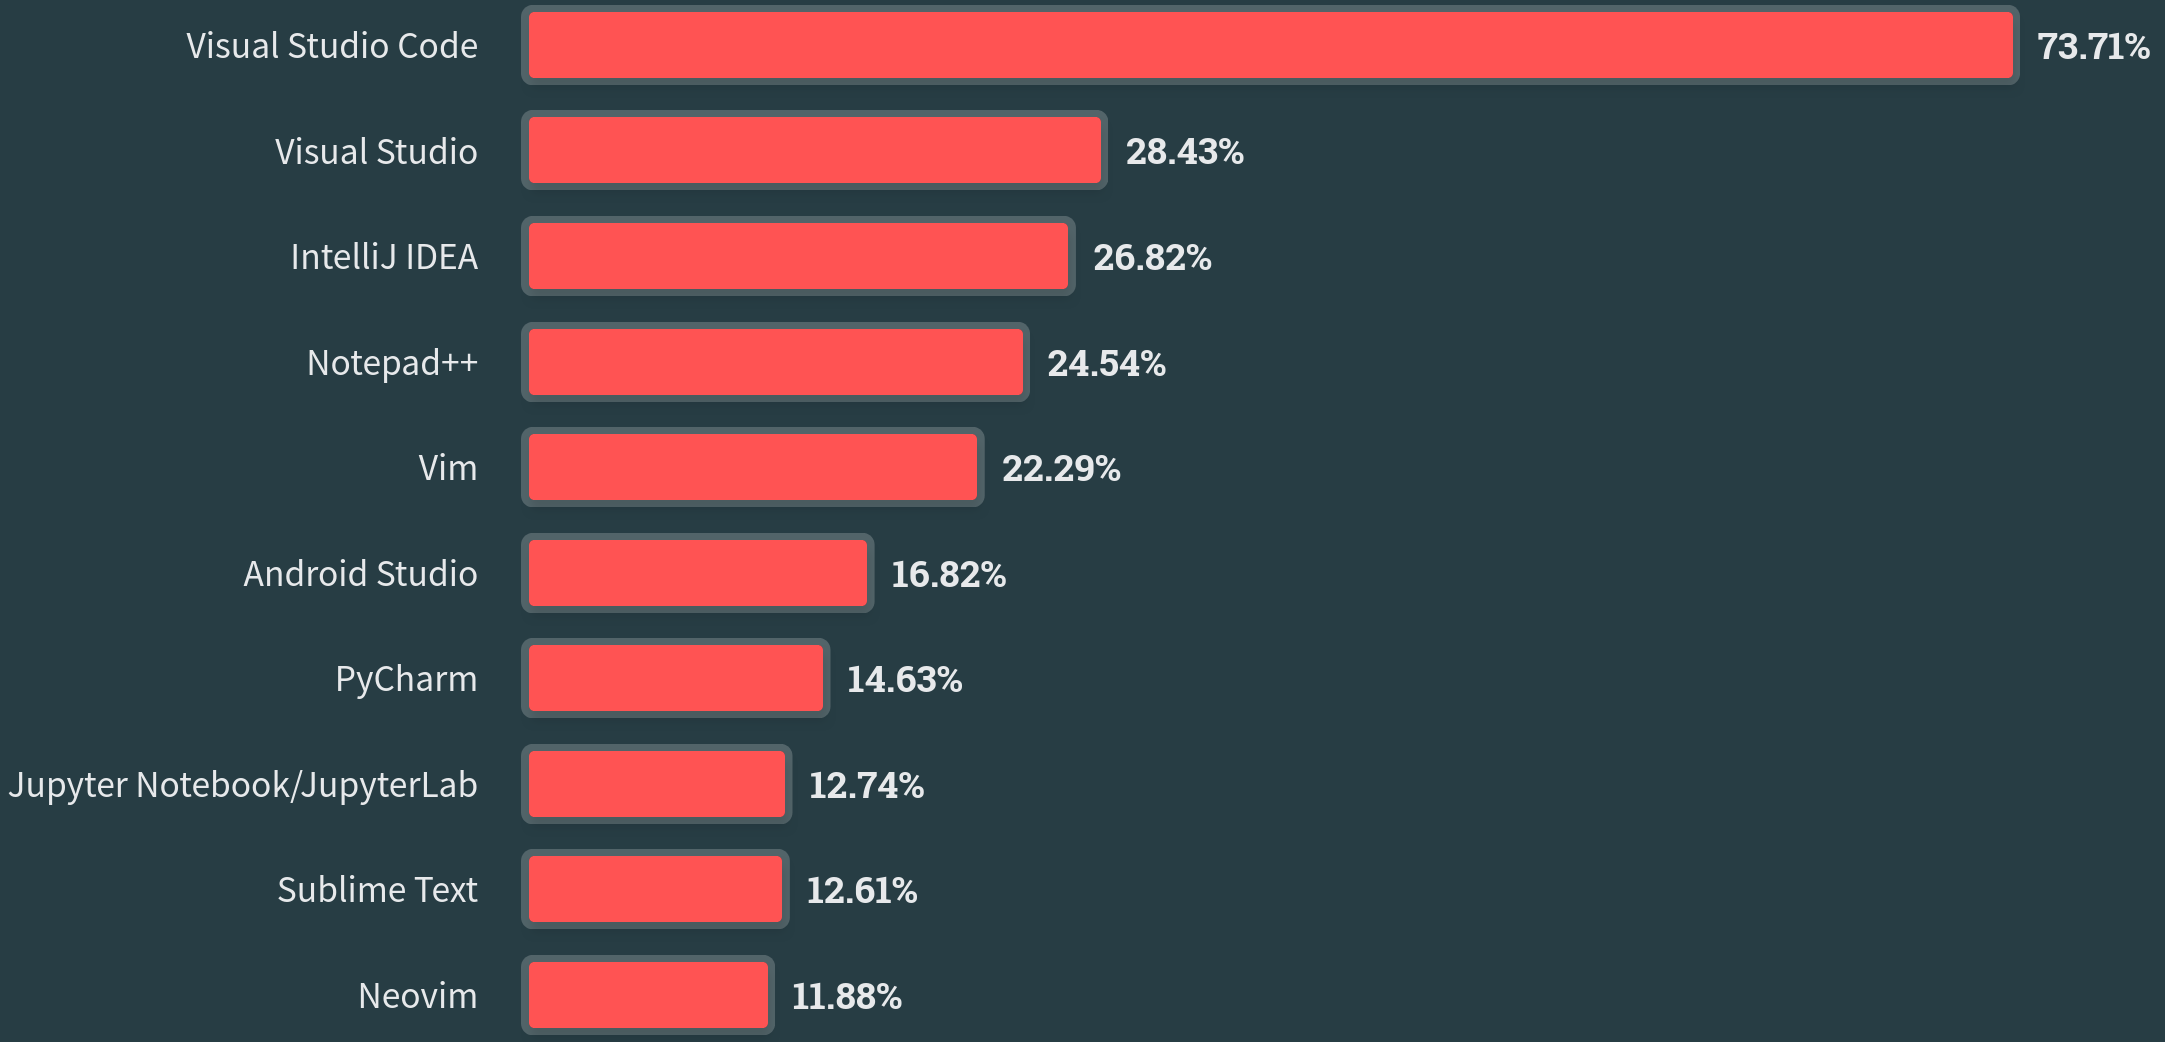 Visual Studio Code 73.71%
Visual Studio 28.43%
IntelliJ IDEA 26.82%
Notepad++ 24.54%
Vim 22.29%
Android Studio 16.82%
PyCharm 14.63%
Jupyter Notebook/JupyterLab 12.74%
Sublime Text 12.61%
Neovim 11.88%